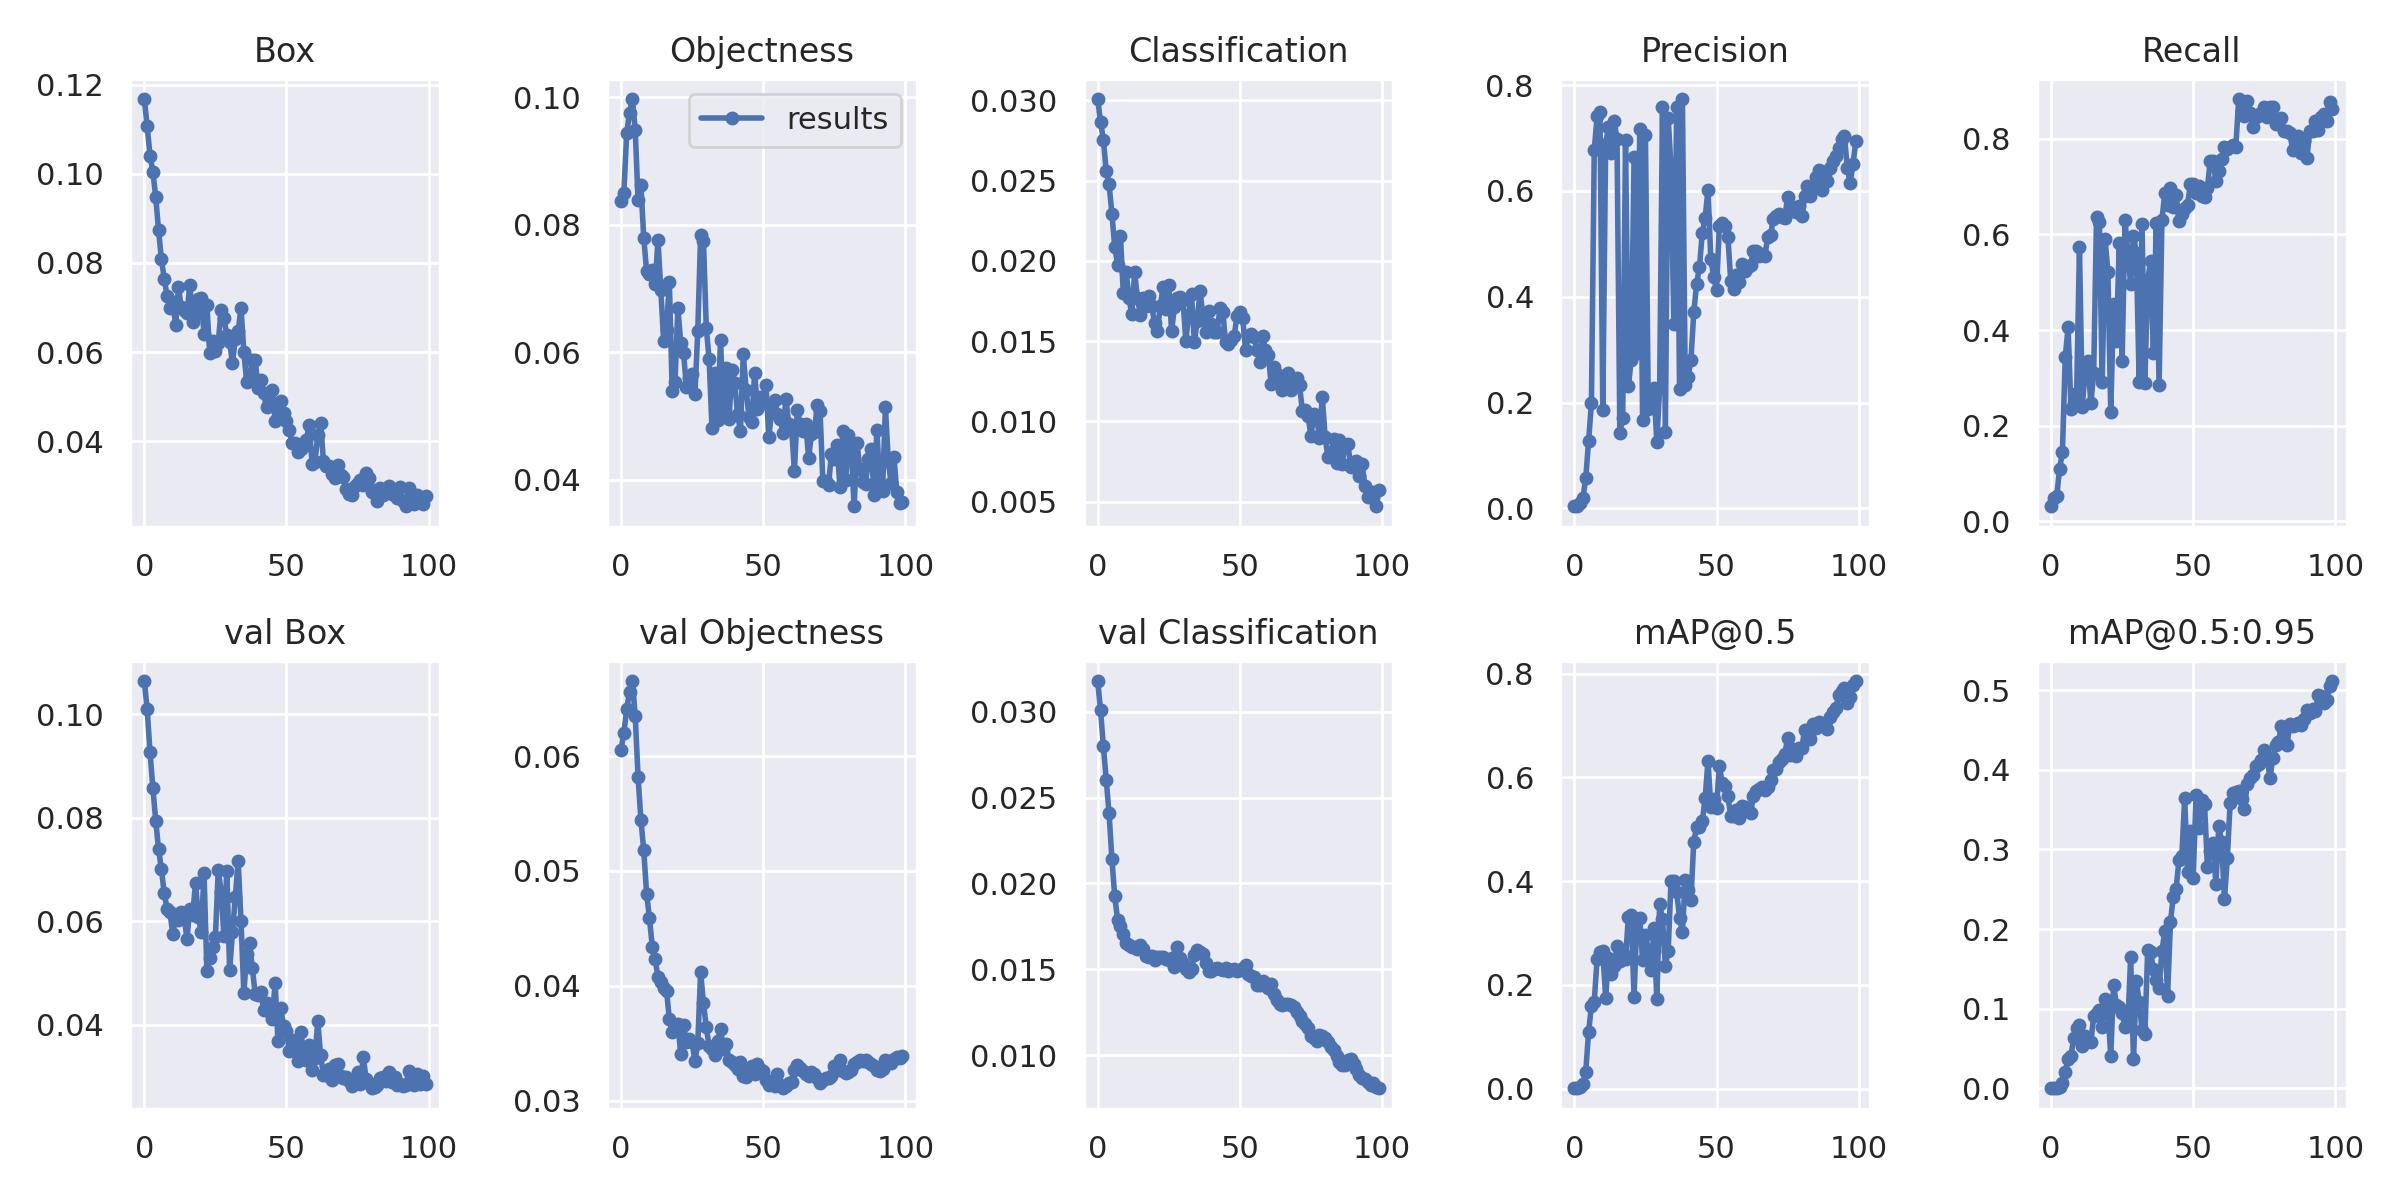 Box
Objectness
Classification
Precision
Recall
0.12
0.10
0.08
0.06
0.04
0 50 100
results
0.10
0.08
0.06
0.04
0 50 100
0.030
0.025
0.020
0.015
0.010
0.005
0 50 100
0.8
0.6
0.4
0.2
0.0
0 50 100
0.8
0.6
0.4
0.2
0.0
0 50 100
val Box
val Objectness
val Classification
mAP@0.5
mAP@0.5:0.95
0.10
0.08
0.06
0.04
0 50 100
0.06
0.05
0.04
0.03
0 50 100
0.030
0.025
0.020
0.015
0.010
0 50 100
0.8
0.6
0.4
0.2
0.0
0 50 100
0.5
0.4
0.3
0.2
0.1
0.0
0 50 100